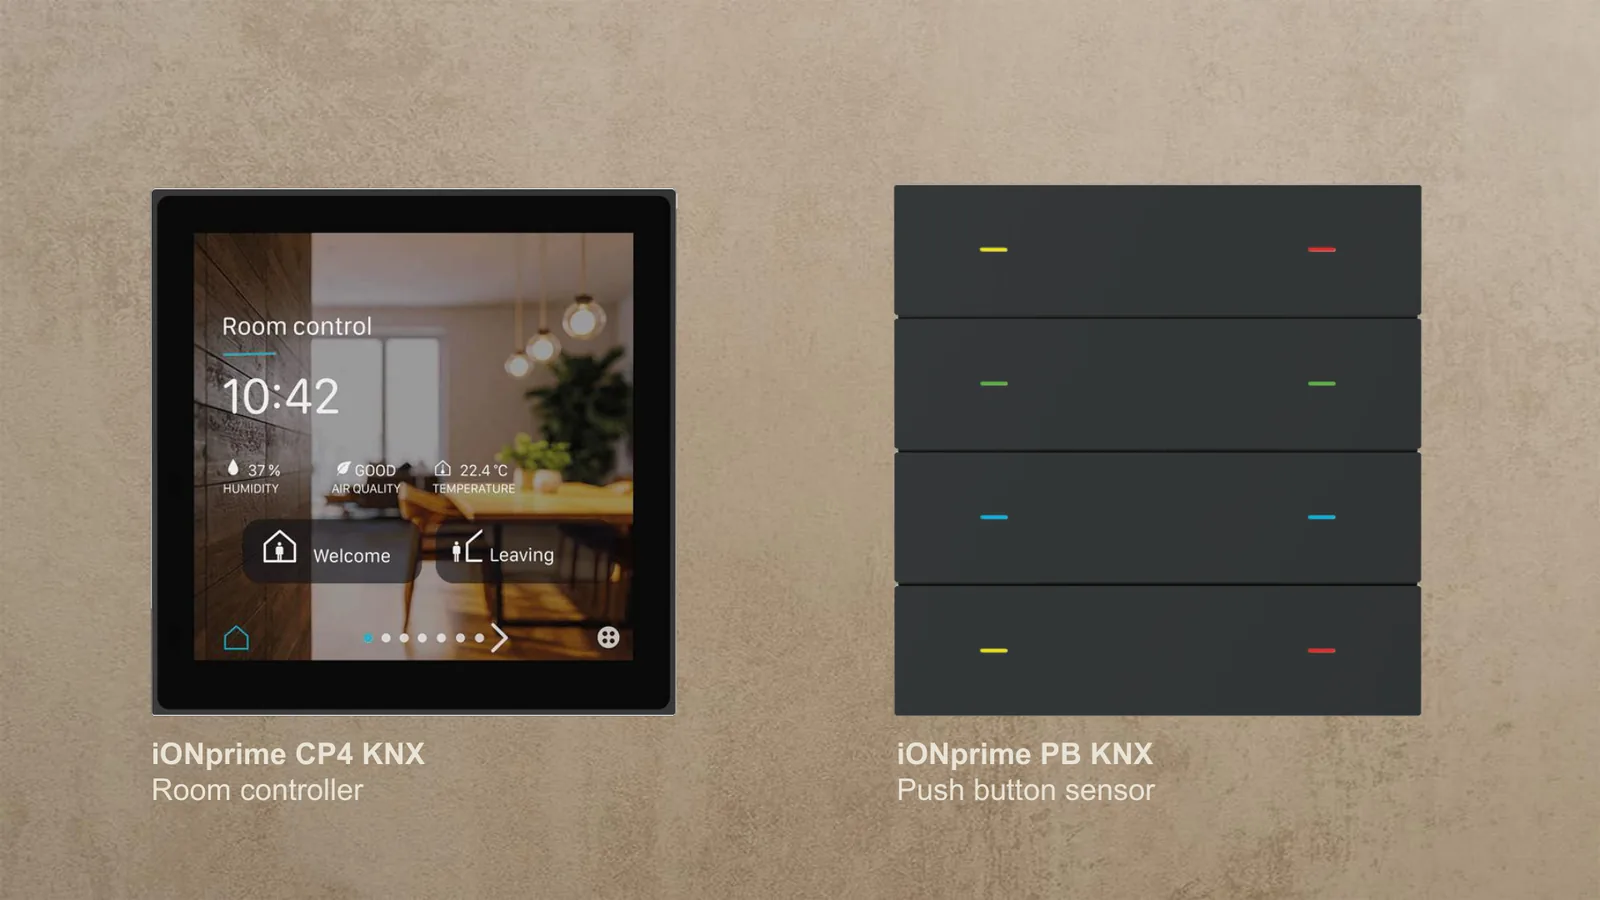 Room control
10:42
37 % GOOD 22.4 °C
HUMIDITY AIR QUALITY TEMPERATURE
Welcome Leaving
iONprime CP4 KNX
Room controller
iONprime PB KNX
Push button sensor